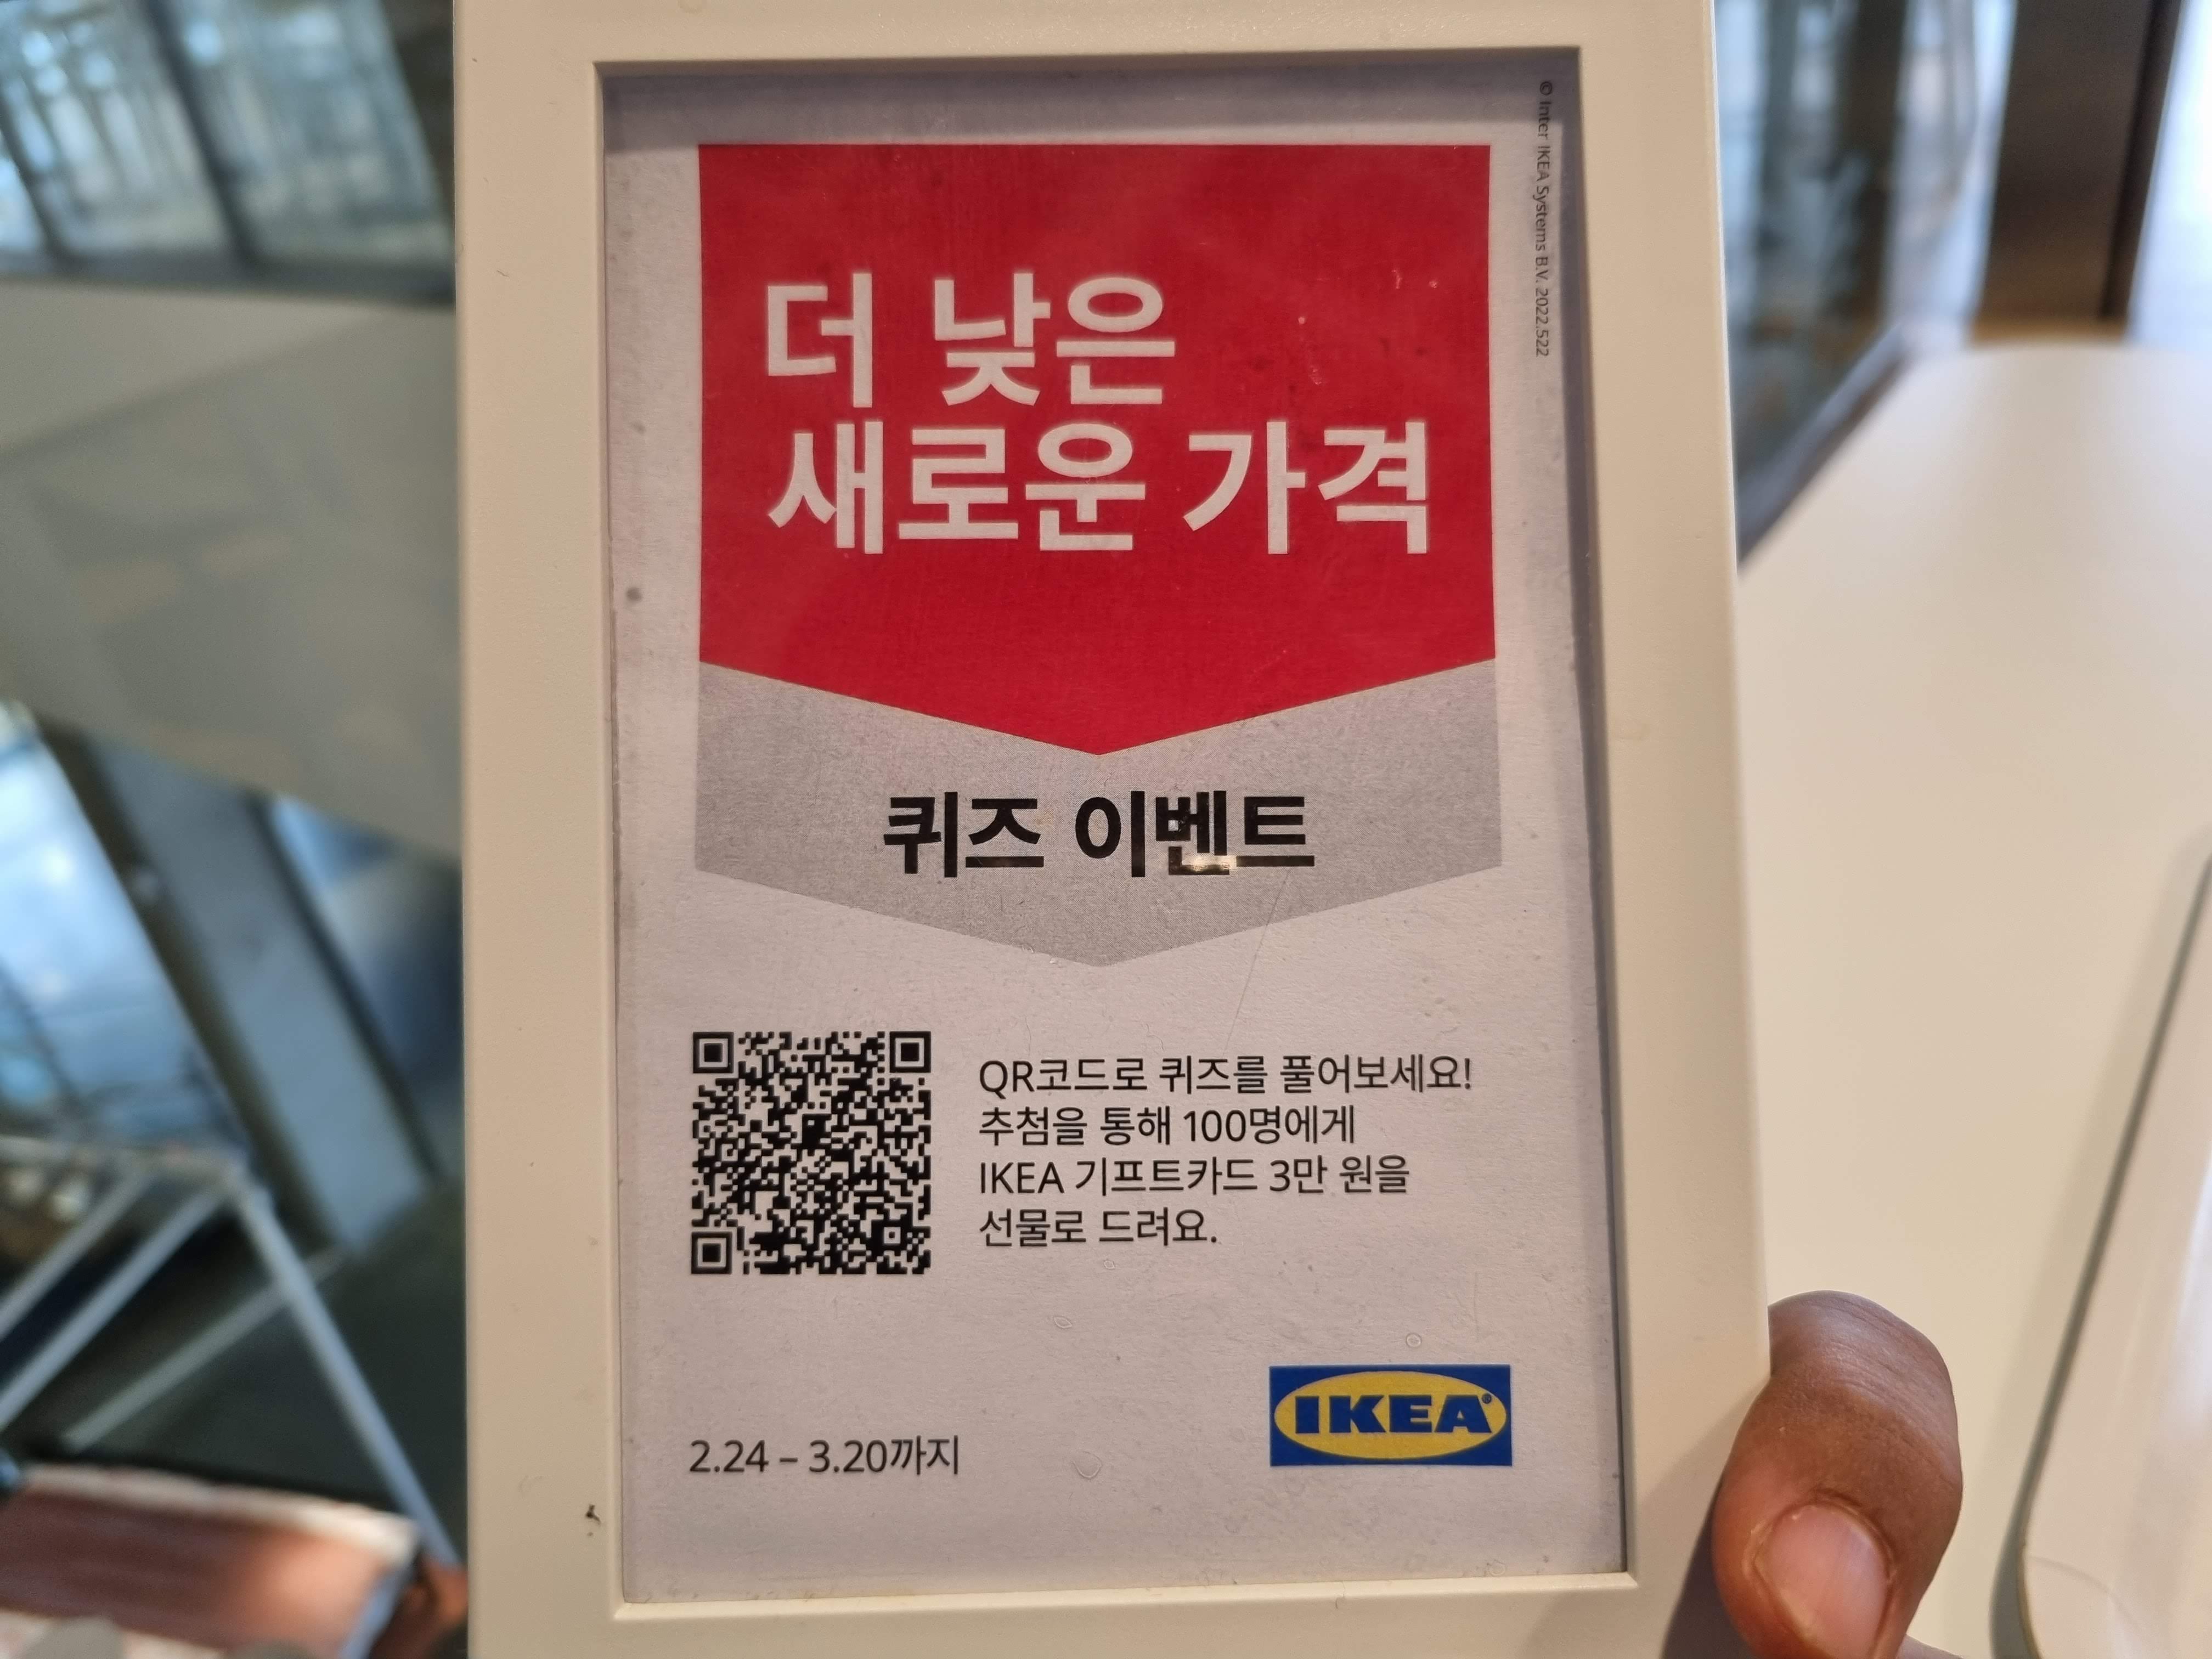 © Inter IKEA Systems B.V. 2022.522
더 낮은
새로운 가격
퀴즈 이벤트
QR코드로 퀴즈를 풀어보세요!
추첨을 통해 100명에게
IKEA 기프트카드 3만 원을
선물로 드려요.
2.24 – 3.20까지
IKEA®